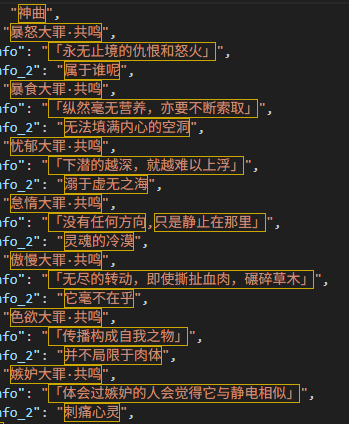 "神曲",
"暴怒大罪·共鸣",
nfo": "「永无止境的仇恨和怒火」",
nfo_2": "属于谁呢",
"暴食大罪·共鸣",
nfo": "「纵然毫无营养，亦要不断索取」",
nfo_2": "无法填满内心的空洞",
"忧郁大罪·共鸣",
nfo": "「下潜的越深，就越难以上浮」",
nfo_2": "溺于虚无之海",
"怠惰大罪·共鸣",
nfo": "「没有任何方向,只是静止在那里」",
nfo_2": "灵魂的冷漠",
"傲慢大罪·共鸣",
nfo": "「无尽的转动，即使撕扯血肉，碾碎草木」",
nfo_2": "它毫不在乎",
"色欲大罪·共鸣",
nfo": "「传播构成自我之物」",
nfo_2": "并不局限于肉体",
"嫉妒大罪·共鸣",
nfo": "「体会过嫉妒的人会觉得它与静电相似」",
nfo_2": "刺痛心灵",